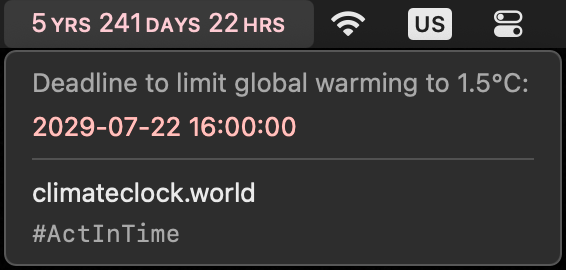 5 YRS 241 DAYS 22 HRS US
Deadline to limit global warming to 1.5°C:
2029-07-22 16:00:00
climateclock.world
#ActInTime